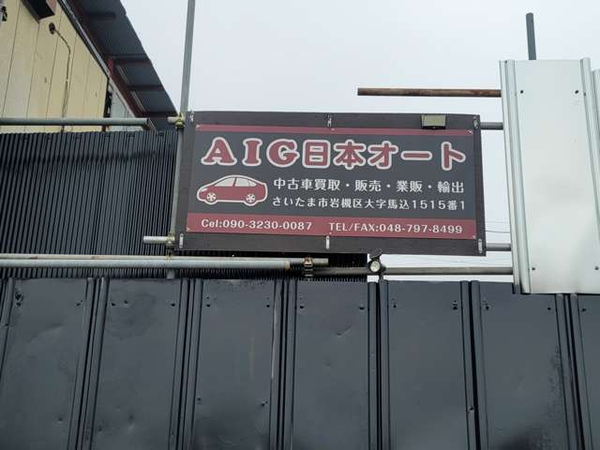 AIG日本オート
中古車買取・販売・業販・輸出
さいたま市岩槻区大字馬込1515番1
Cel:090-3230-0087 TEL/FAX:048-797-8499